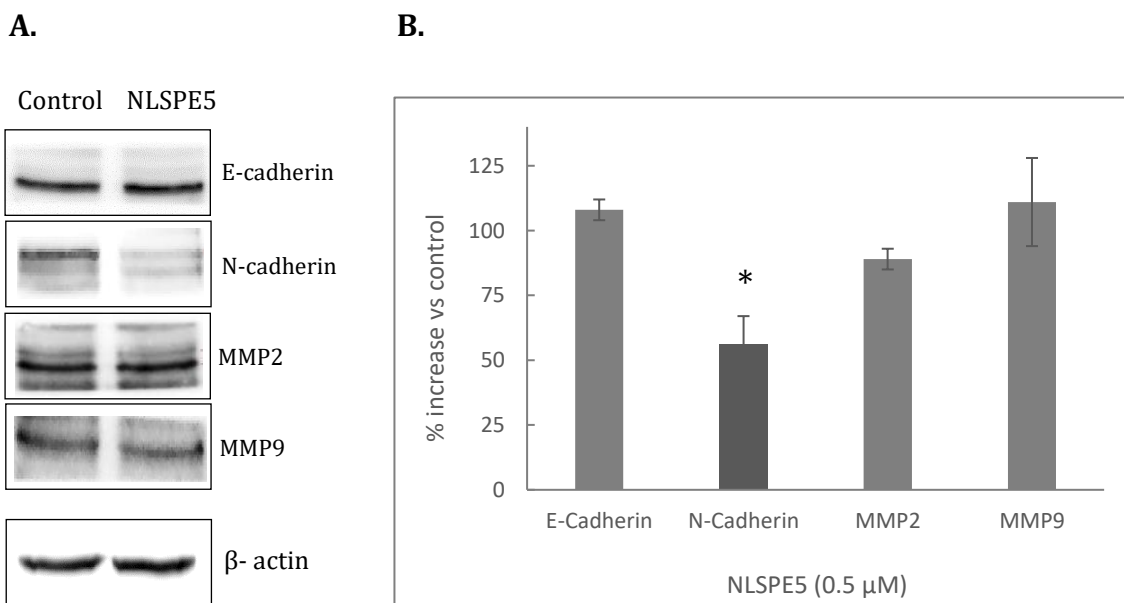 A.
B.
Control NLSPE5
E-cadherin
N-cadherin
MMP2
MMP9
β- actin
% increase vs control
125
100
75
50
25
0
*
E-Cadherin N-Cadherin MMP2 MMP9
NLSPE5 (0.5 µM)